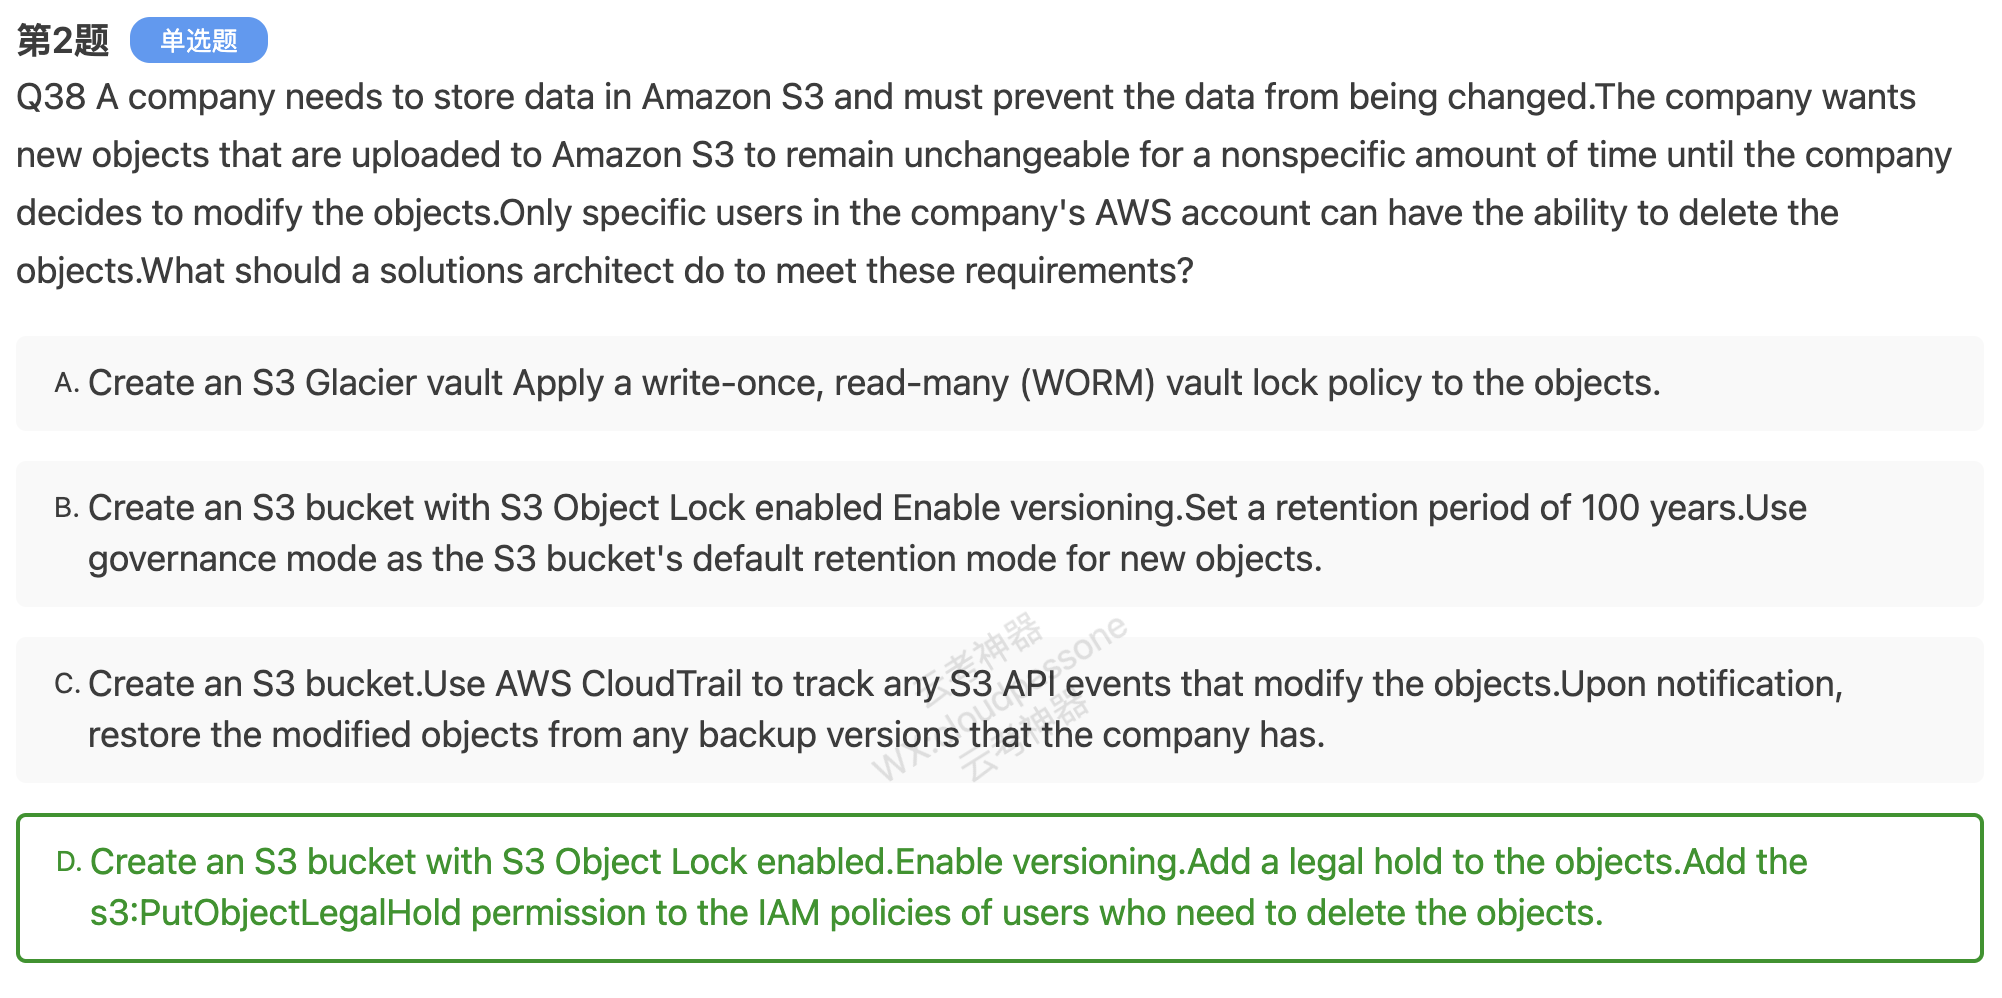 第2题 单选题
Q38 A company needs to store data in Amazon S3 and must prevent the data from being changed.The company wants
new objects that are uploaded to Amazon S3 to remain unchangeable for a nonspecific amount of time until the company
decides to modify the objects.Only specific users in the company's AWS account can have the ability to delete the
objects.What should a solutions architect do to meet these requirements?
A. Create an S3 Glacier vault Apply a write-once, read-many (WORM) vault lock policy to the objects.
B. Create an S3 bucket with S3 Object Lock enabled Enable versioning.Set a retention period of 100 years.Use
governance mode as the S3 bucket's default retention mode for new objects.
C. Create an S3 bucket.Use AWS CloudTrail to track any S3 API events that modify the objects.Upon notification,
restore the modified objects from any backup versions that the company has.
云考神器
WX:cloudpassone
云考神器
D. Create an S3 bucket with S3 Object Lock enabled.Enable versioning.Add a legal hold to the objects.Add the
s3:PutObjectLegalHold permission to the IAM policies of users who need to delete the objects.